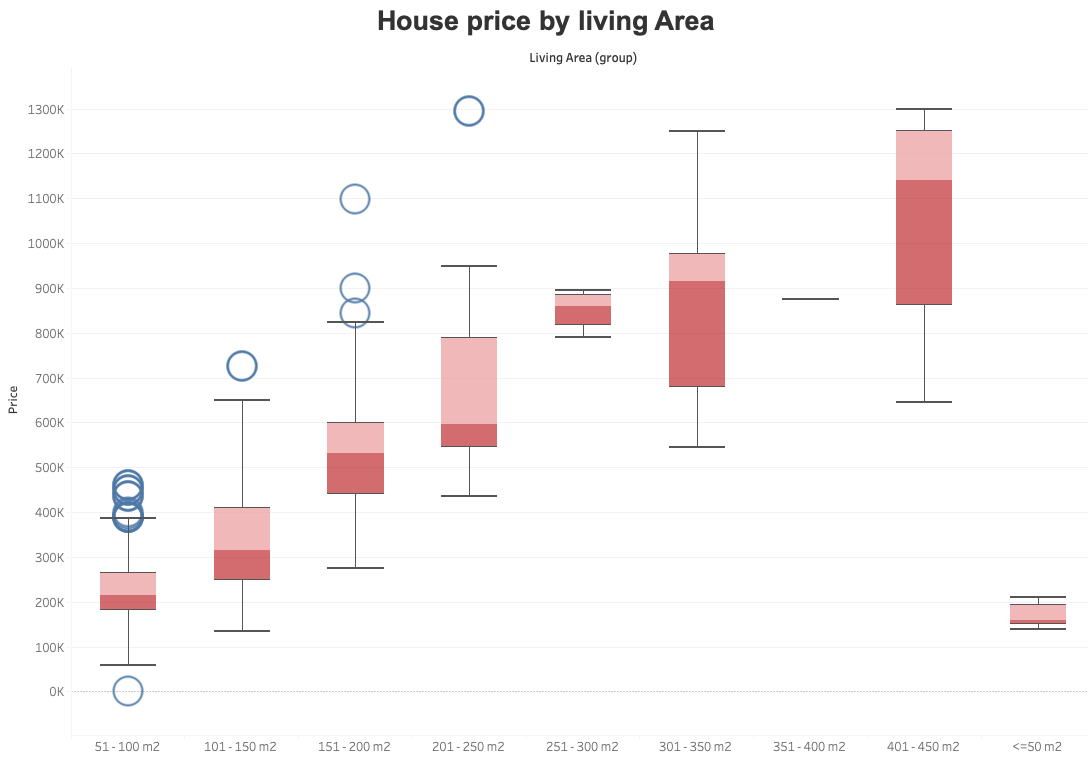 House price by living Area
Living Area (group)
1300K
1200K
1100K
1000K
900K
800K
700K
600K
500K
400K
300K
200K
100K
0K
Price
51 - 100 m2
101 - 150 m2
151 - 200 m2
201 - 250 m2
251 - 300 m2
301 - 350 m2
351 - 400 m2
401 - 450 m2
<=50 m2